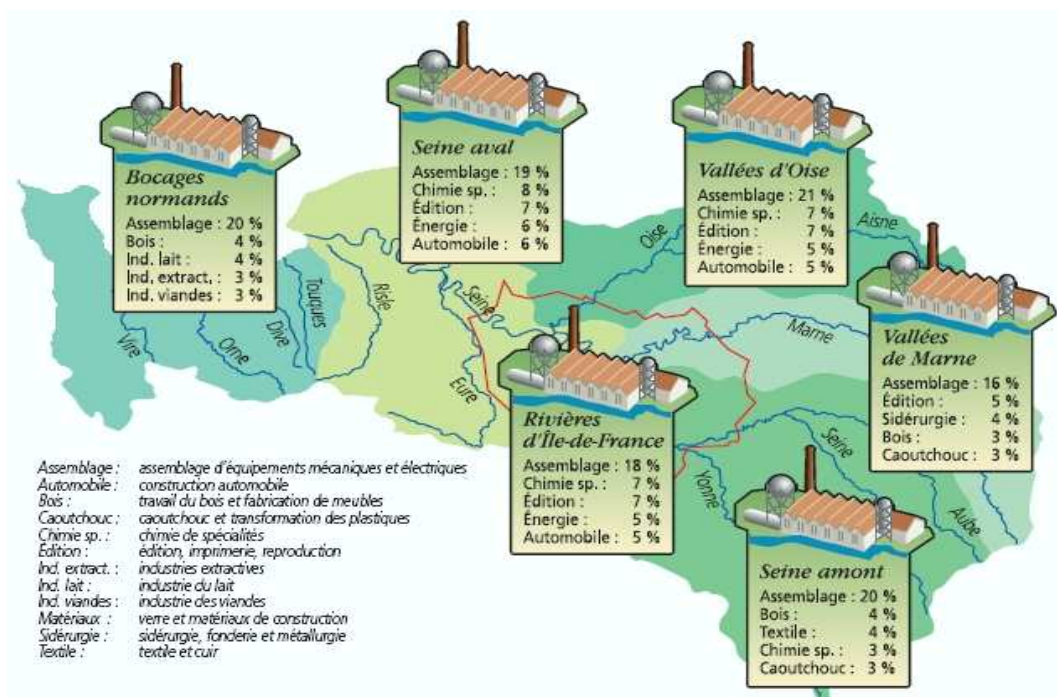 Bocages
normands
Assemblage : 20 %
Bois : 4 %
Ind. lait : 4 %
Ind, extract, : 3 %
Ind. viandes : 3 %
Seine aval
Assemblage : 19 %
Chimie sp. : 8 %
Édition : 7 %
Énergie : 6 %
Automobile : 6 %
Vallées d'Oise
Assemblage : 21 %
Chimie sp. : 7 %
Édition : 7 %
Énergie : 5 %
Automobile : 5 %
Vallées
de Marne
Assemblage : 16 %
Édition : 5 %
Sidérurgie : 4 %
Bois : 3 %
Caoutchouc : 3 %
Rivières
d'Île-de-France
Assemblage : 18 %
Chimie sp. : 7 %
Édition : 7 %
Énergie : 5 %
Automobile : 5 %
Seine amont
Assemblage : 20 %
Bois : 4 %
Textile : 4 %
Chimie sp. : 3 %
Caoutchouc : 3 %
Vire
Orne
Dive
Touques
Risle
Seine
Eure
Oise
Aisne
Marne
Seine
Yonne
Aube
Assemblage : assemblage d'équipements mécaniques et électriques
Automobile : construction automobile
Bois : travail du bois et fabrication de meubles
Caoutchouc : caoutchouc et transformation des plastiques
Chimie sp. : chimie de spécialités
Édition : édition, imprimerie, reproduction
Ind. extract. : industries extractives
Ind. lait : industrie du lait
Ind. viandes : industrie des viandes
Matériaux : verre et matériaux de construction
Sidérurgie : sidérurgie, fonderie et métallurgie
Textile : textile et cuir